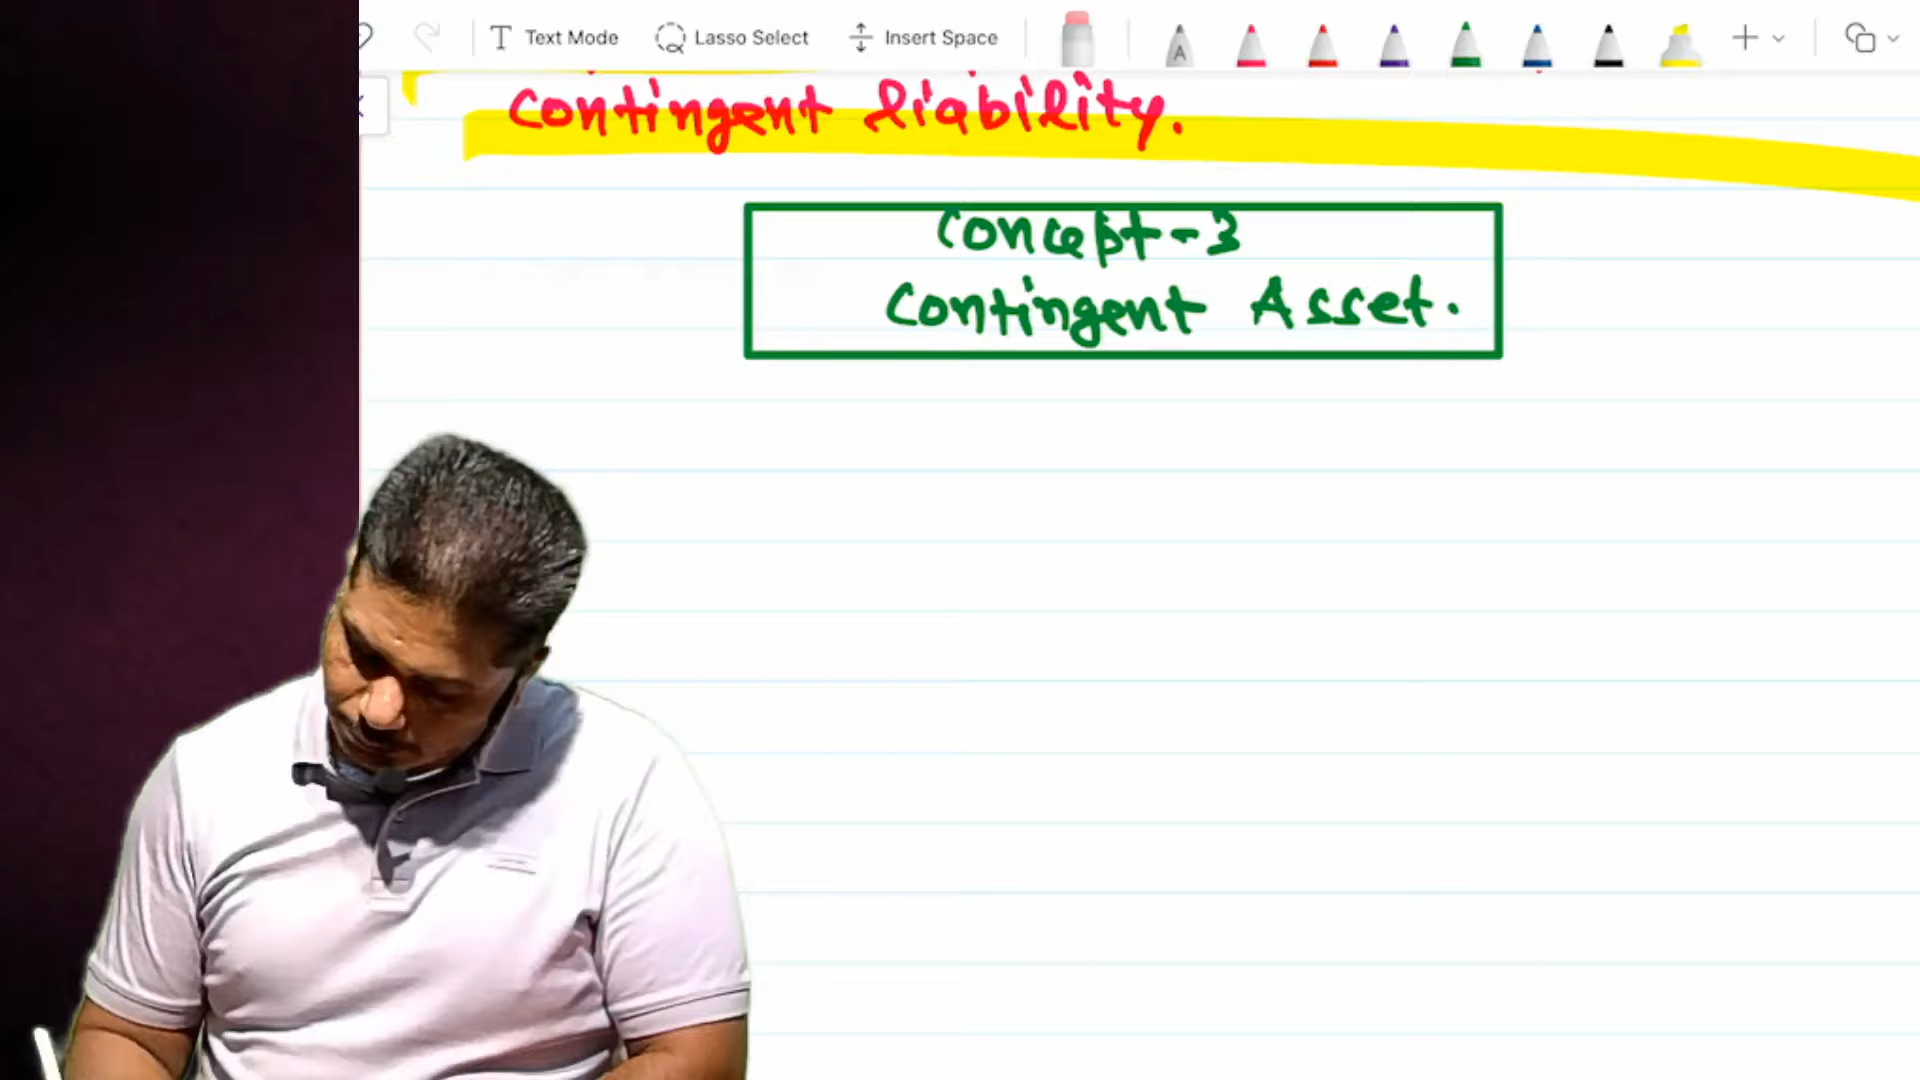 Text Mode Lasso Select Insert Space
A
Contingent liability.
Concept-3
Contingent Asset.